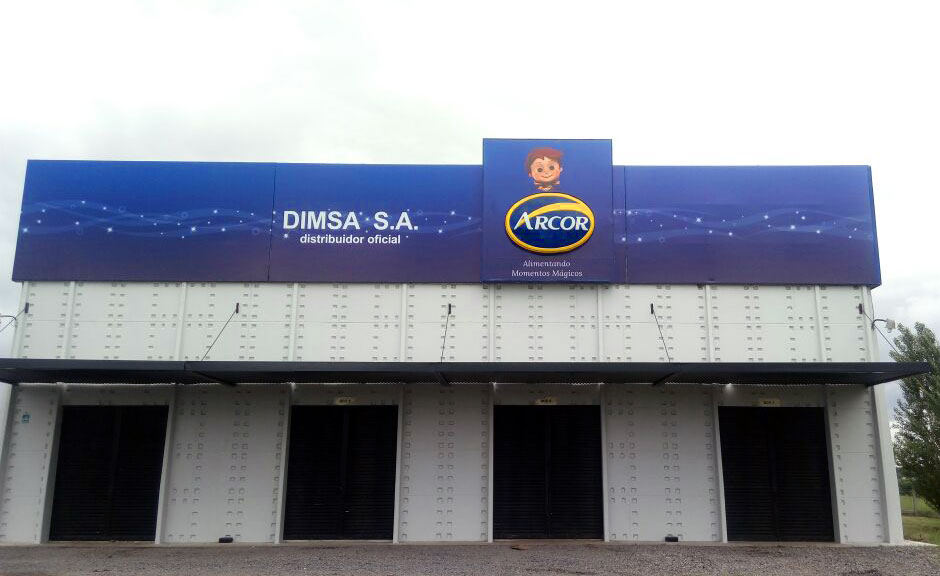 DIMSA S.A.
distribuidor oficial
ARCOR
Alimentando
Momentos Mágicos